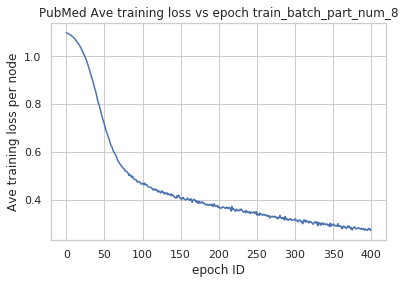 PubMed Ave training loss vs epoch train_batch_part_num_8
Ave training loss per node
1.0
0.8
0.6
0.4
0 50 100 150 200 250 300 350 400
epoch ID